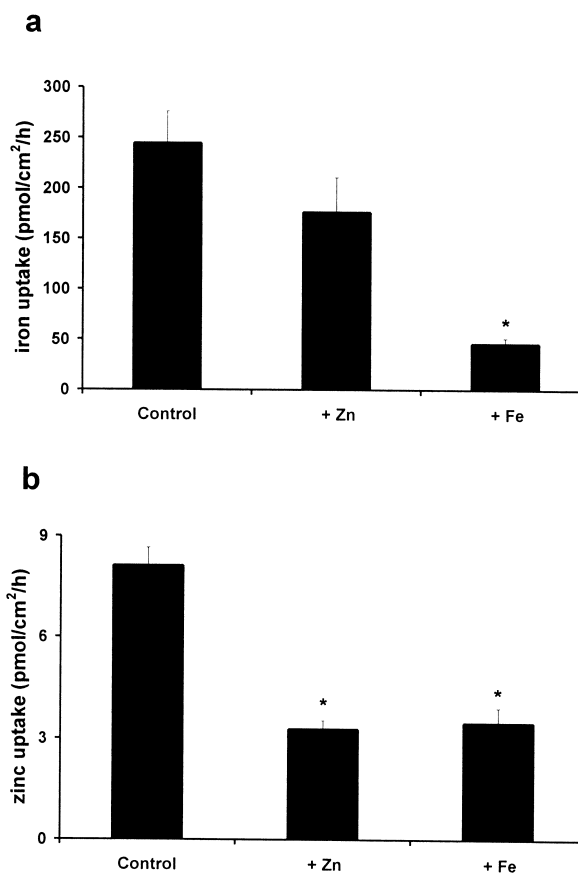 a
300
250
200
150
100
50
0
iron uptake (pmol/cm²/h)
*
Control
+ Zn
+ Fe
b
9
6
3
0
zinc uptake (pmol/cm²/h)
*
*
Control
+ Zn
+ Fe